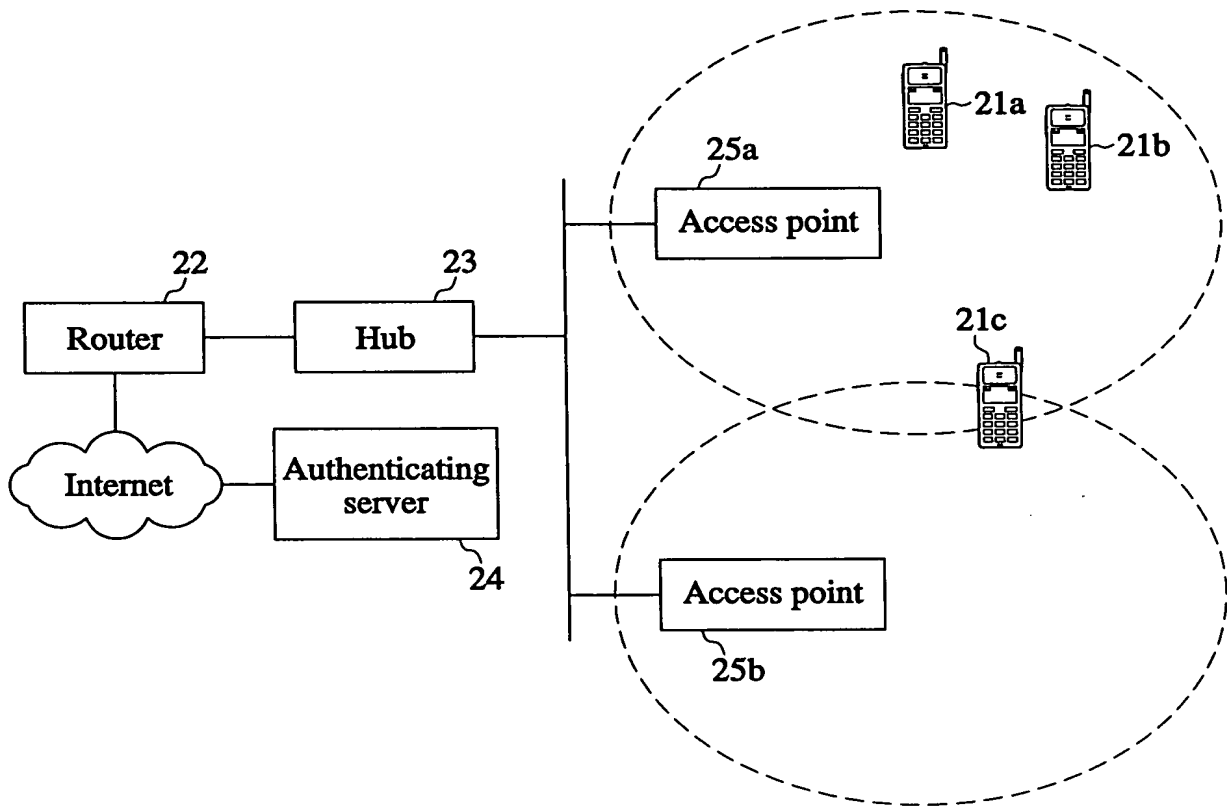 21a
21b
25a
Access point
22
23
Router
Hub
21c
Internet
Authenticating
server
24
Access point
25b